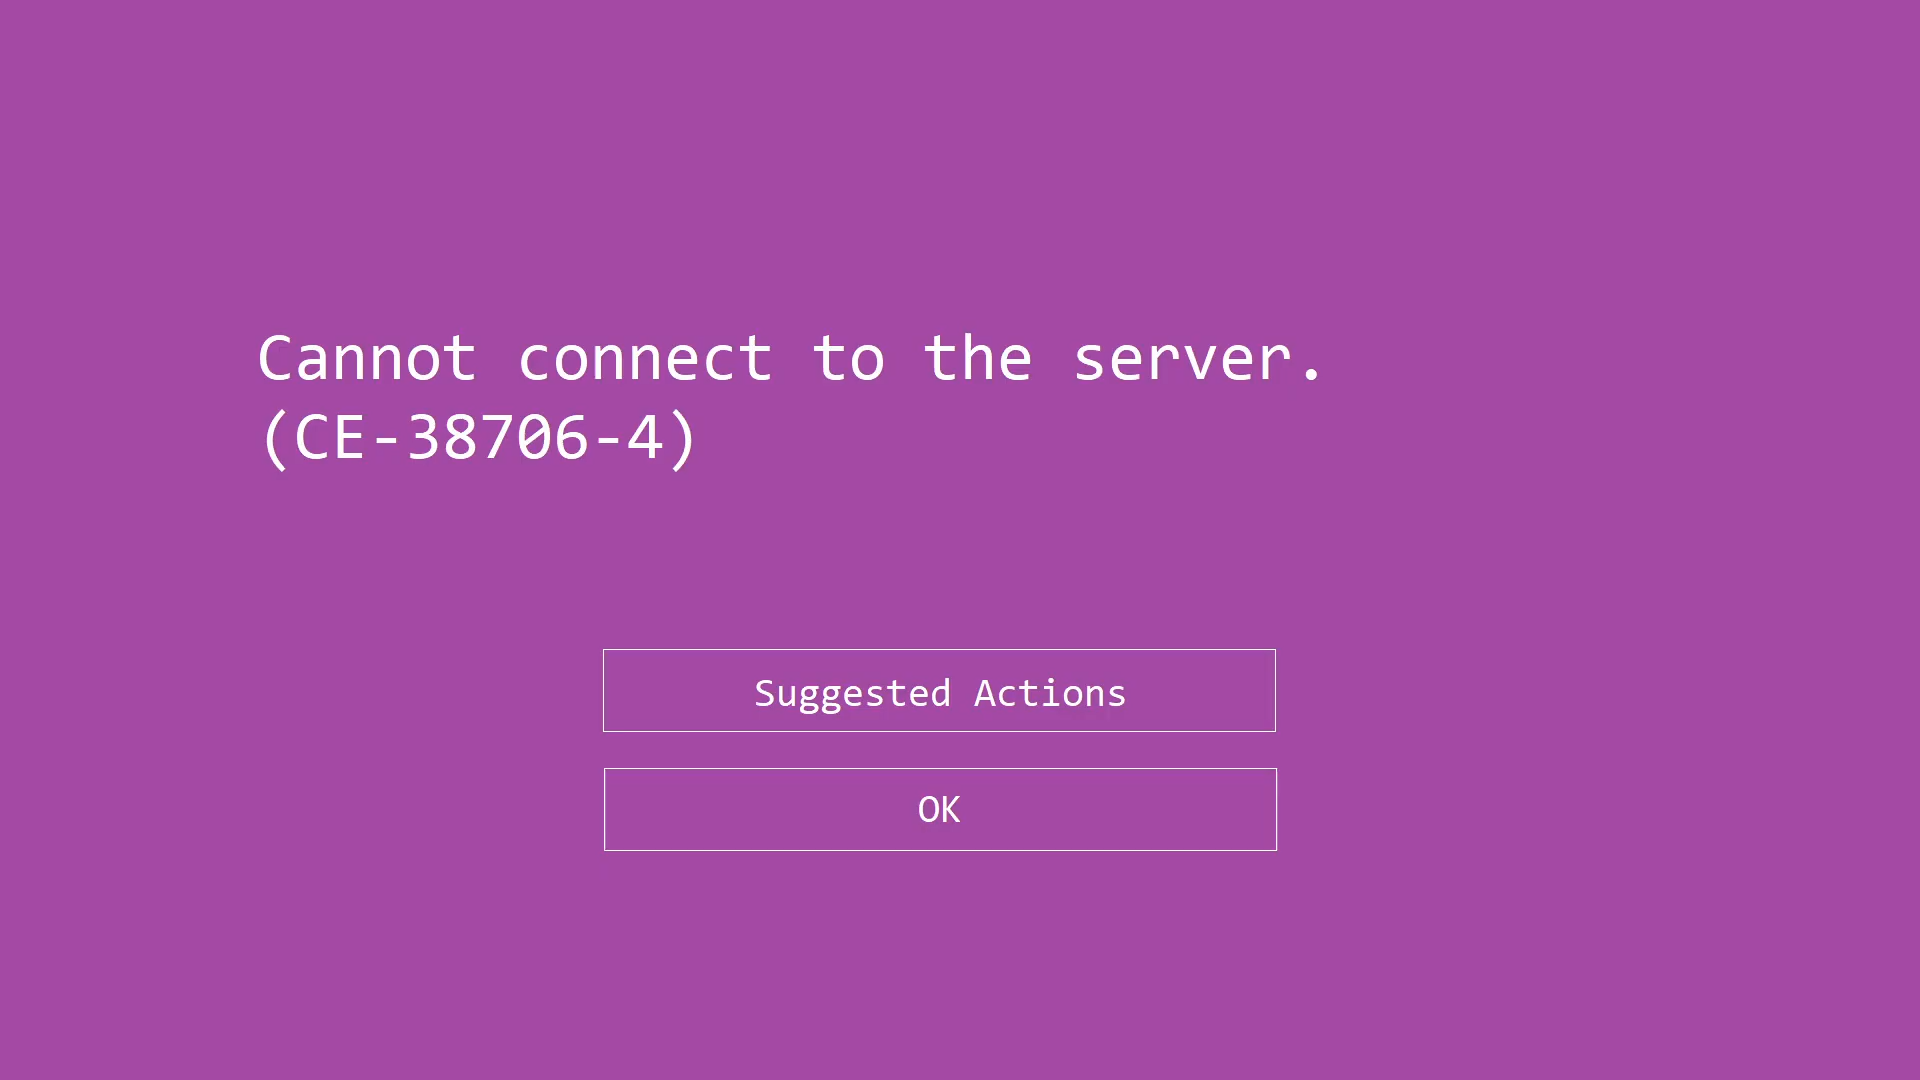 Cannot connect to the server.
(CE-38706-4)
Suggested Actions
OK